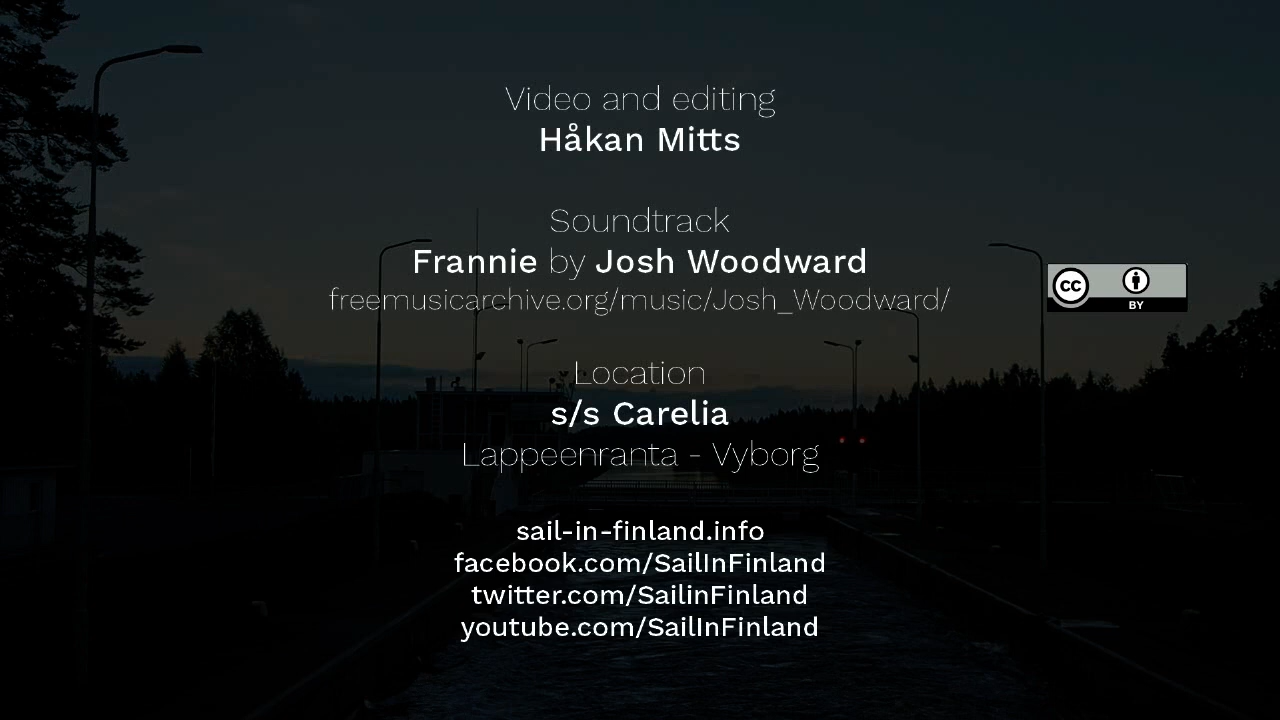 Video and editing
Håkan Mitts
Soundtrack
Frannie by Josh Woodward
freemusicarchive.org/music/Josh_Woodward/
CC BY
Location
s/s Carelia
Lappeenranta - Vyborg
sail-in-finland.info
facebook.com/SailInFinland
twitter.com/SailinFinland
youtube.com/SailInFinland